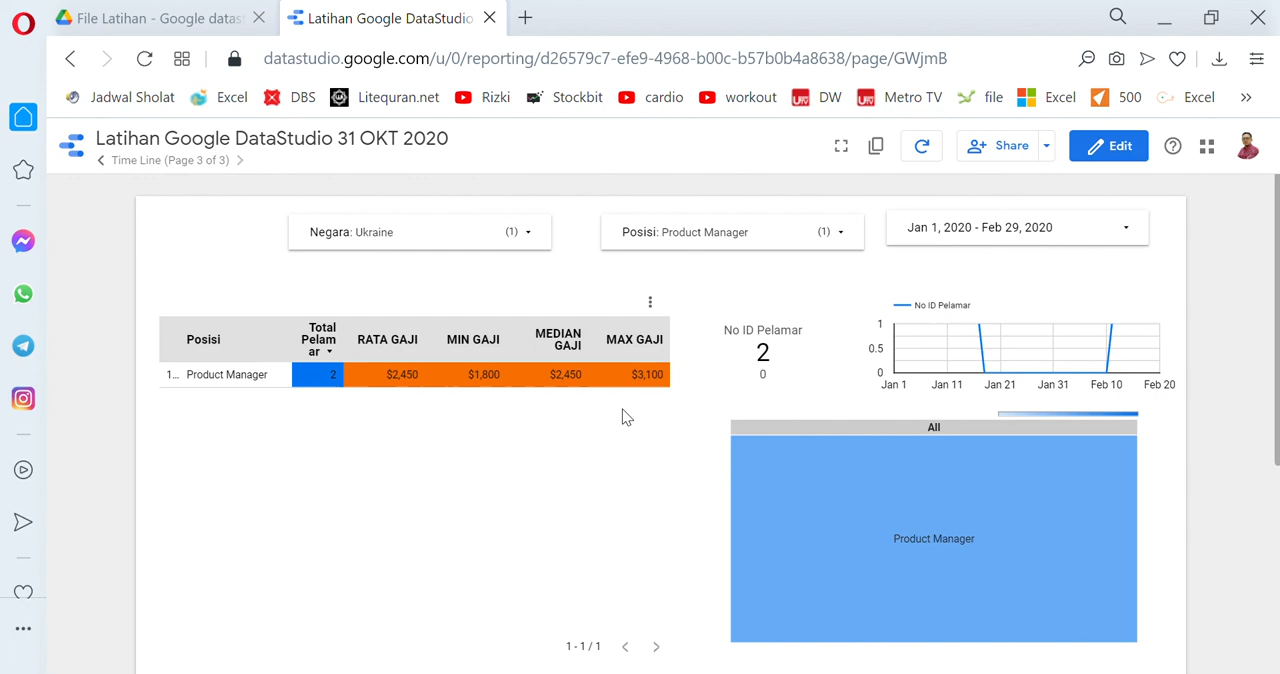 File Latihan - Google datas
Latihan Google DataStudio
datastudio.google.com/u/0/reporting/d26579c7-efe9-4968-b00c-b57b0b4a8638/page/GWjmB
Jadwal Sholat Excel DBS Litequran.net Rizki Stockbit cardio workout DW Metro TV file Excel 500 Excel
Latihan Google DataStudio 31 OKT 2020
Time Line (Page 3 of 3)
Share
Edit
Negara: Ukraine (1)
Posisi: Product Manager (1)
Jan 1, 2020 - Feb 29, 2020
Posisi Total Pelamar RATA GAJI MIN GAJI MEDIAN GAJI MAX GAJI
1... Product Manager 2 $2,450 $1,800 $2,450 $3,100
No ID Pelamar
2
0
No ID Pelamar
1
0.5
0
Jan 1 Jan 11 Jan 21 Jan 31 Feb 10 Feb 20
All
Product Manager
1 - 1 / 1